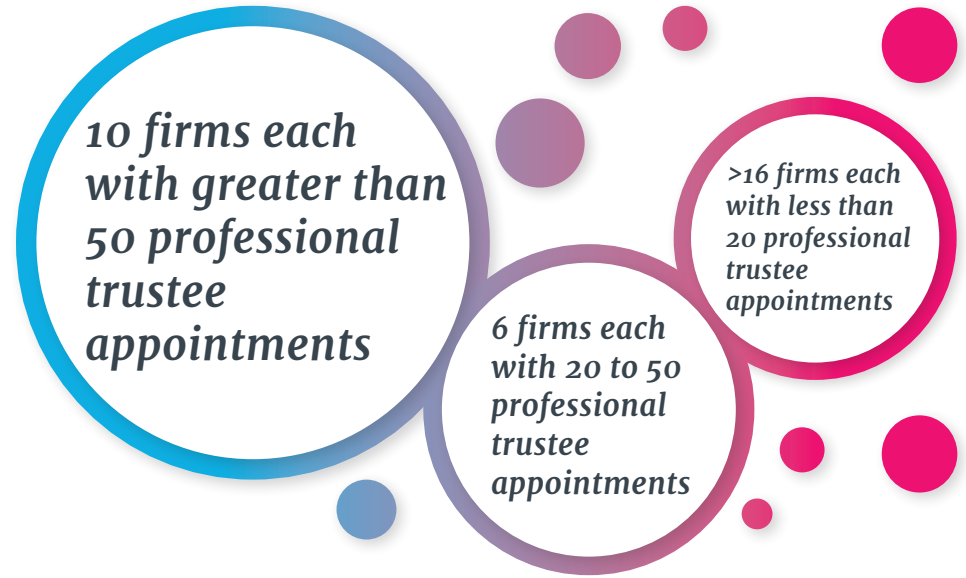 10 firms each
with greater than
50 professional
trustee
appointments
6 firms each
with 20 to 50
professional
trustee
appointments
>16 firms each
with less than
20 professional
trustee
appointments